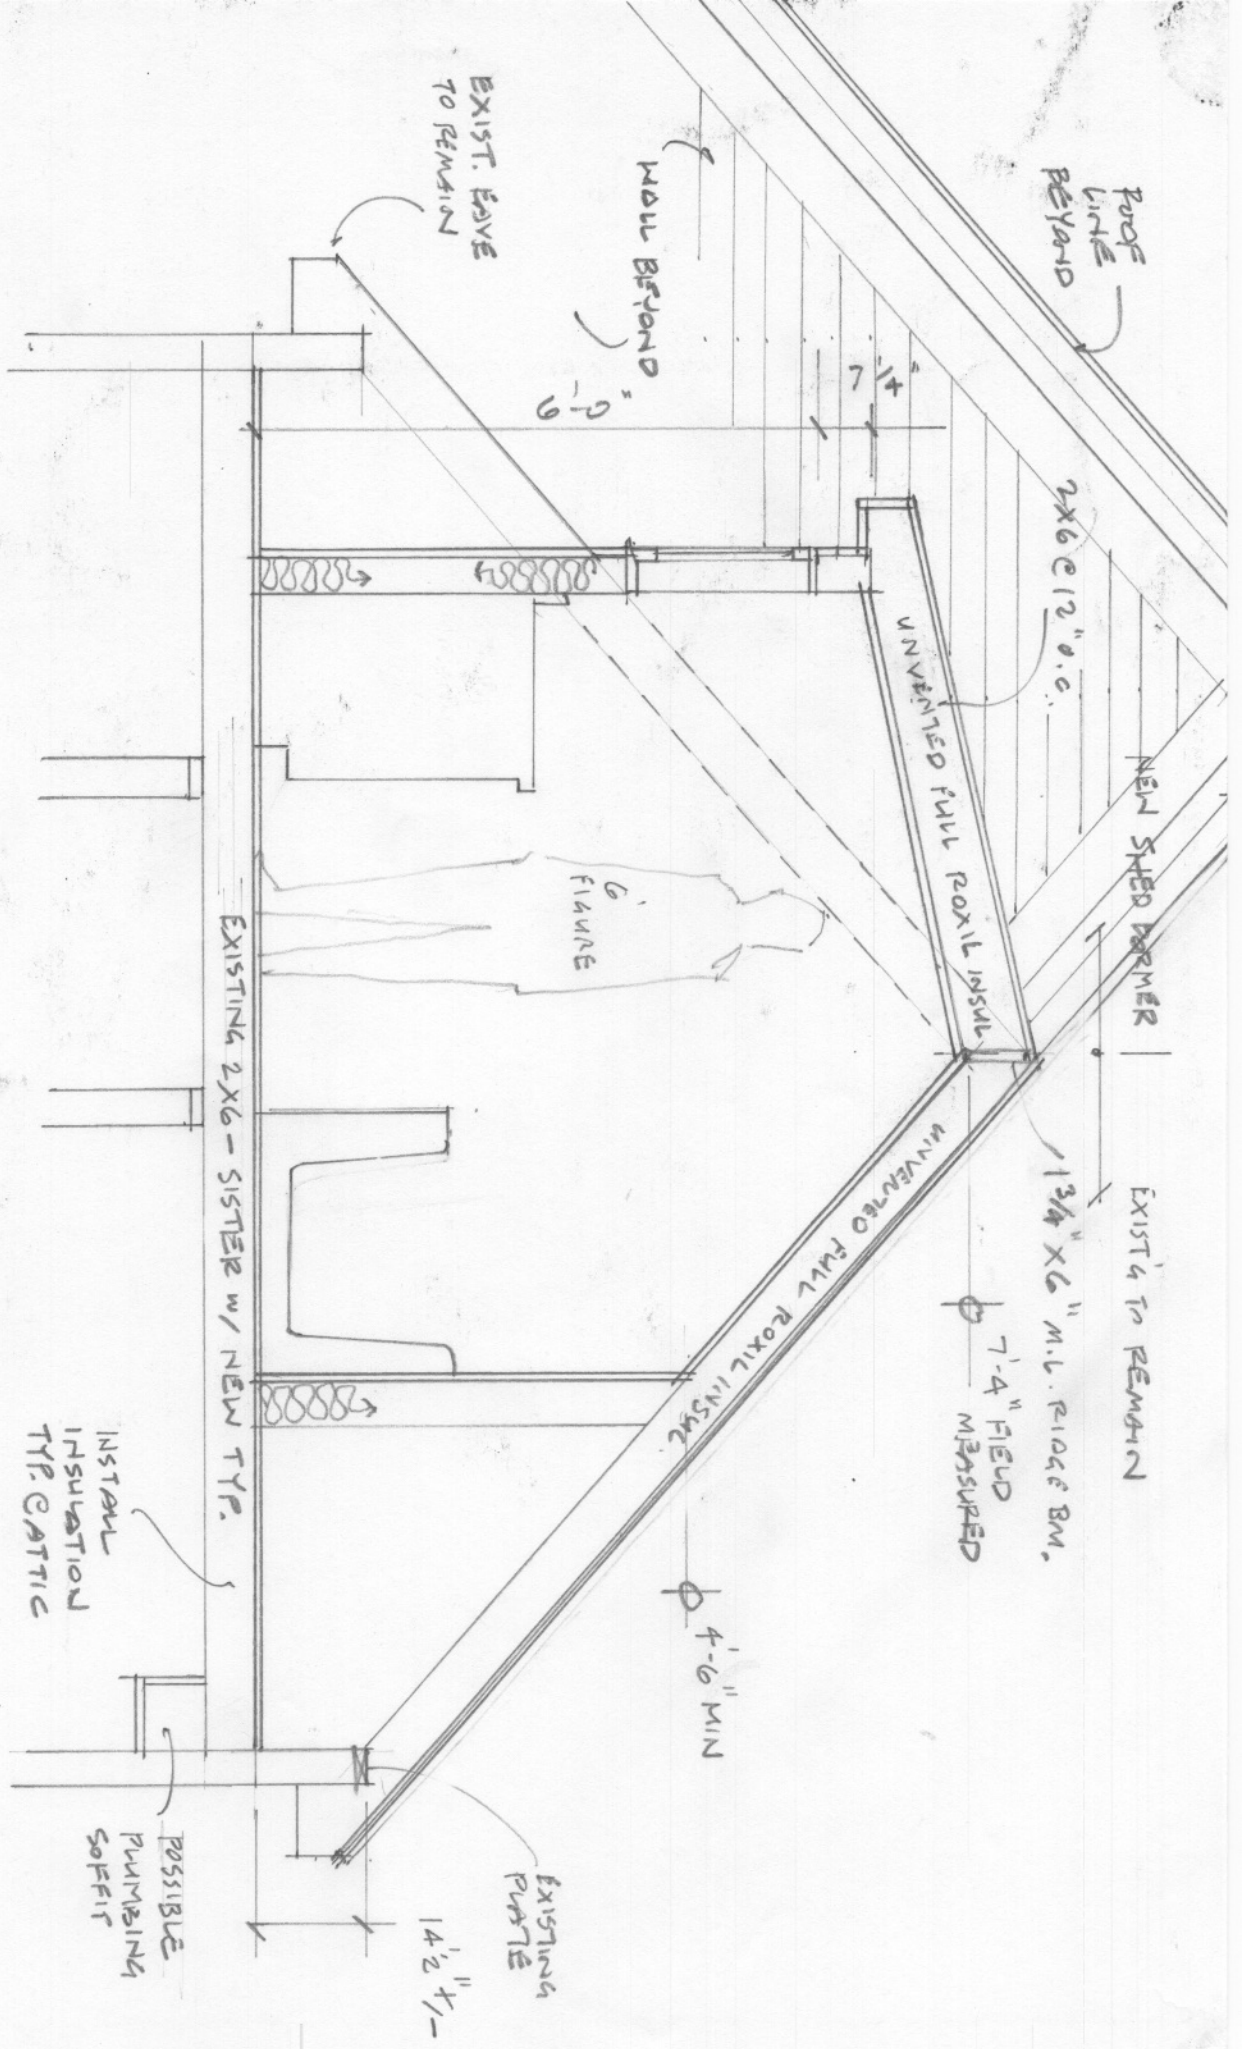 ROOF
LINE
BEYOND
WALL BEYOND
EXIST. EAVE
TO REMAIN
NEW SHED DORMER
EXIST'G TO REMAIN
2X6 @ 12" O.C.
1 3/4" X 6" M.L. RIDGE BM.
7'-4" FIELD
MEASURED
4'-6" MIN
7 1/4"
6'-0"
UNVENTED FULL ROXIL INSUL
UNVENTED FULL ROXIL INSUL
6'
FIGURE
EXISTING
PLATE
14 1/2" +/-
EXISTING 2X6 - SISTER W/ NEW TYP.
INSTALL
INSULATION
TYP. @ ATTIC
POSSIBLE
PLUMBING
SOFFIT